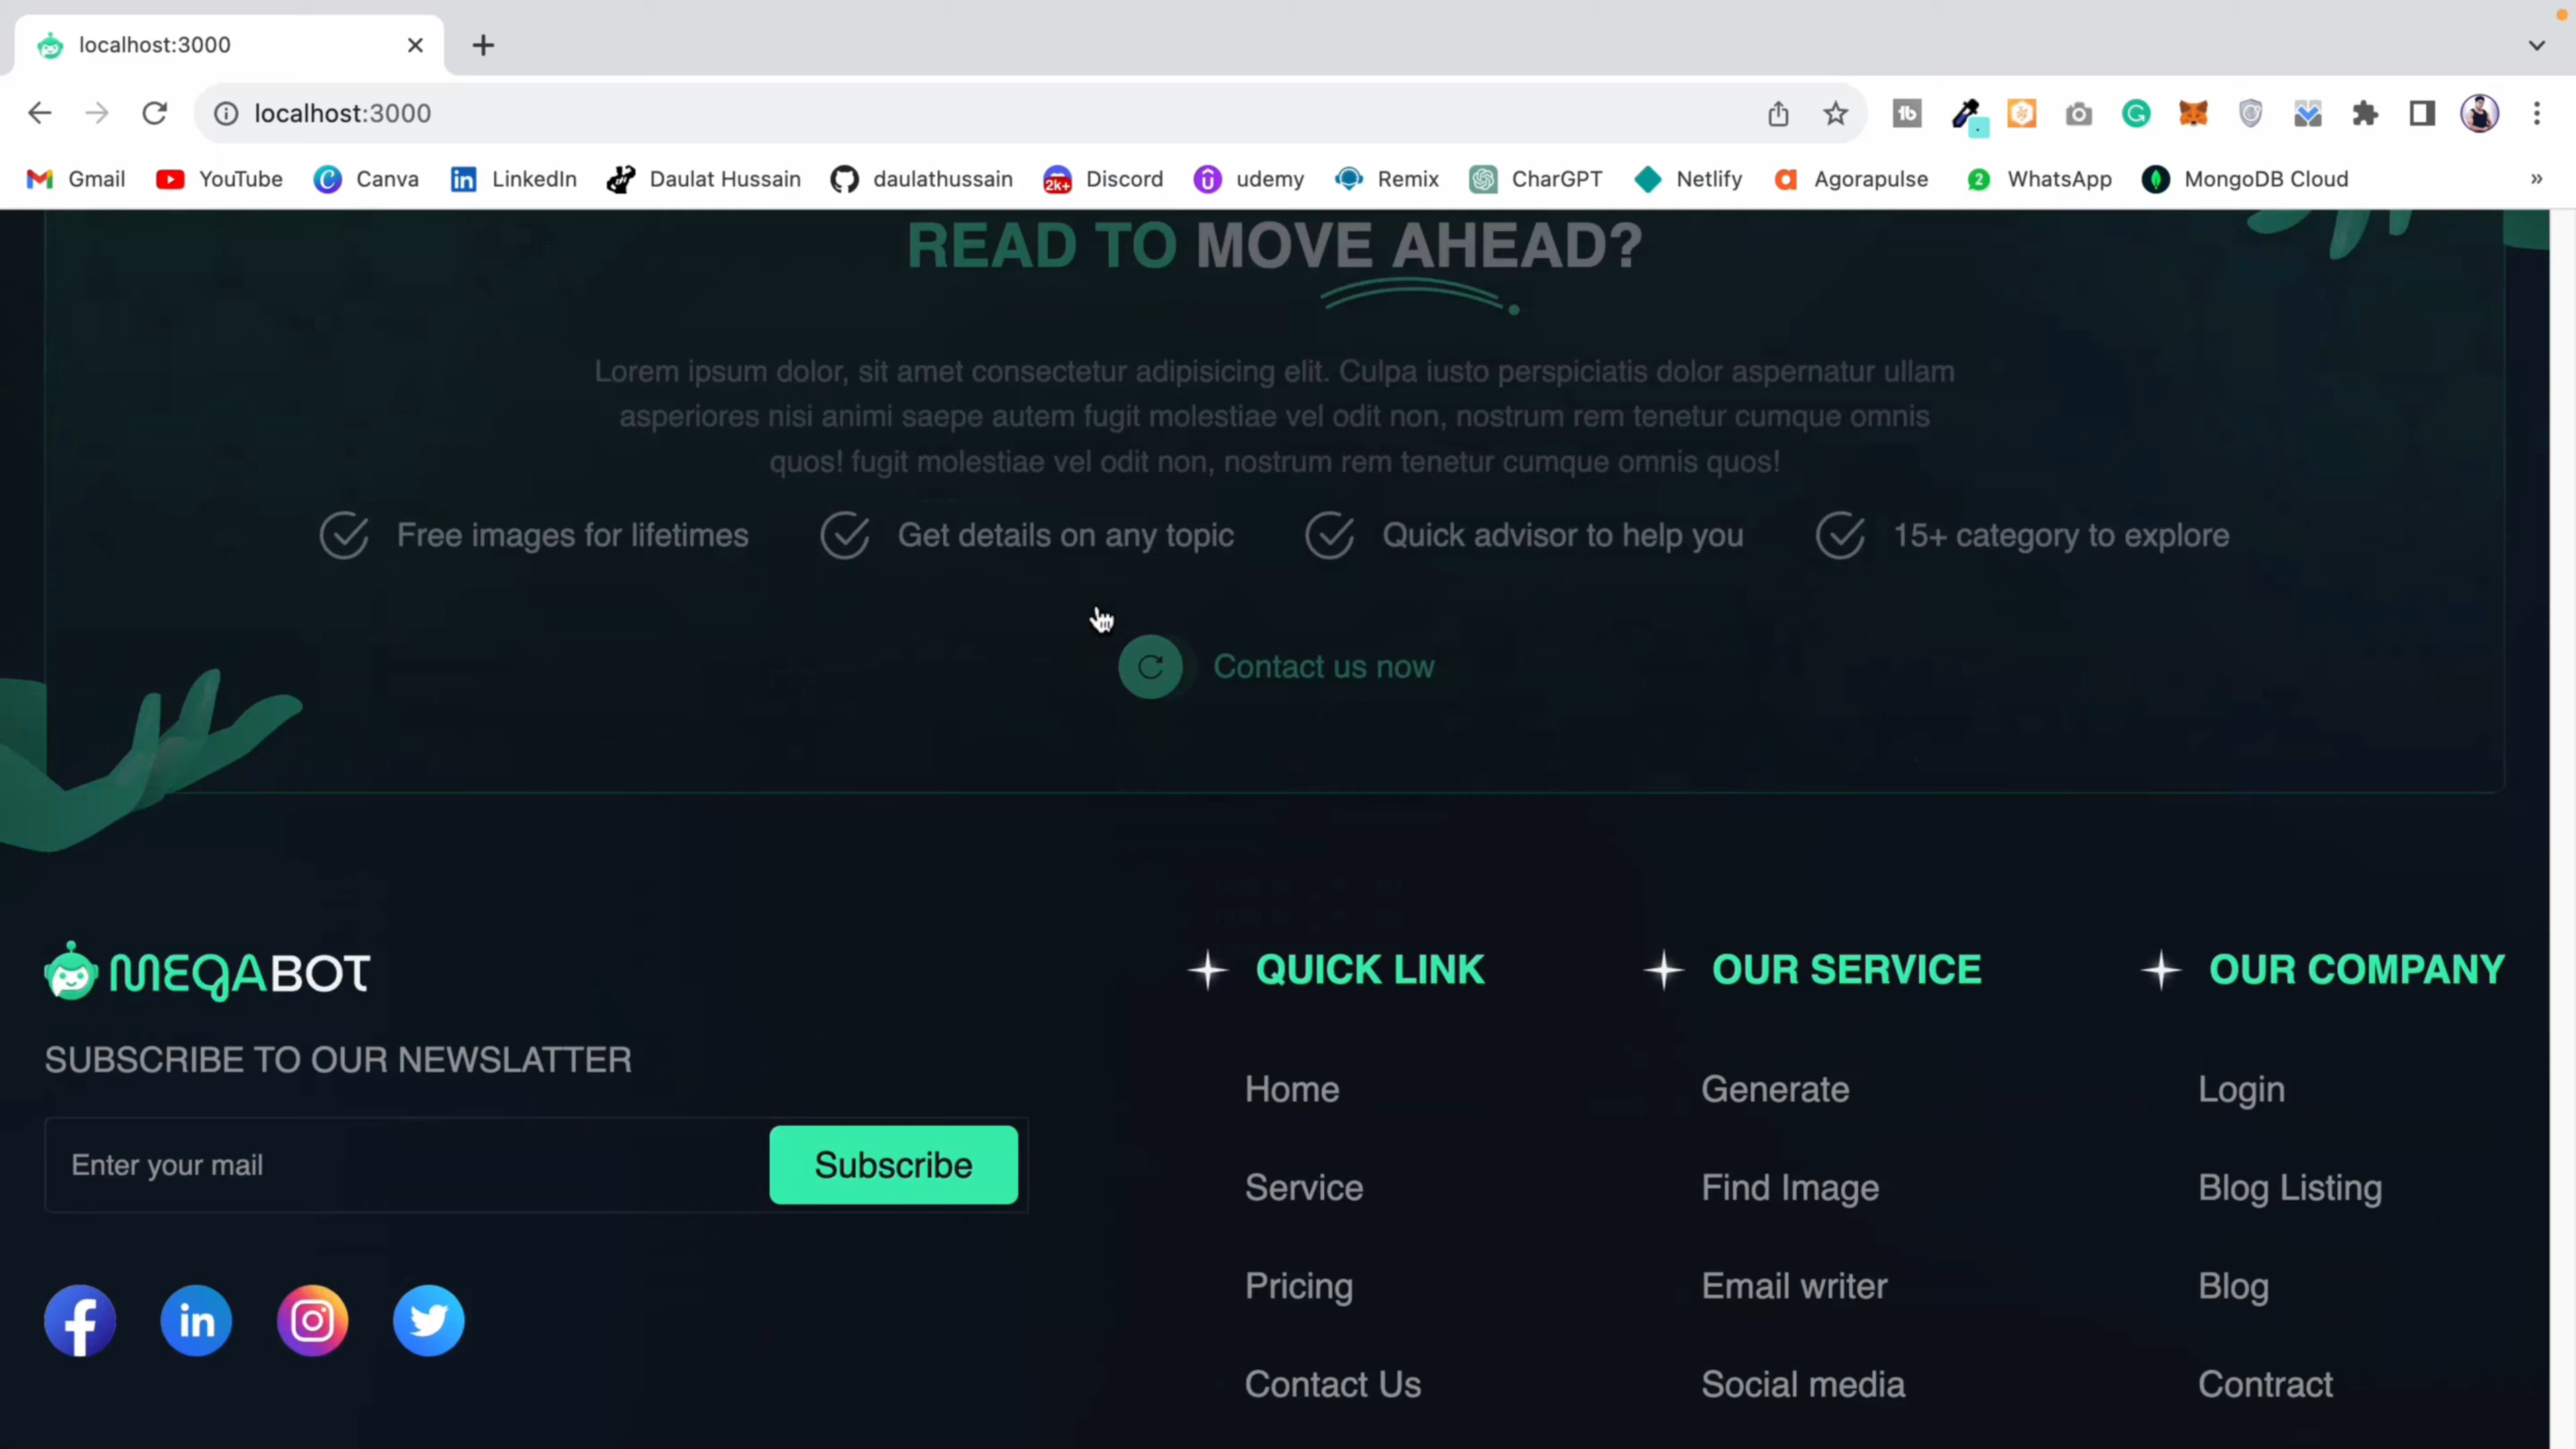 localhost:3000
localhost:3000
Gmail YouTube Canva LinkedIn Daulat Hussain daulathussain 2k+ Discord udemy Remix CharGPT Netlify Agorapulse 2 WhatsApp MongoDB Cloud
READ TO MOVE AHEAD?
Lorem ipsum dolor, sit amet consectetur adipisicing elit. Culpa iusto perspiciatis dolor aspernatur ullam
asperiores nisi animi saepe autem fugit molestiae vel odit non, nostrum rem tenetur cumque omnis
quos! fugit molestiae vel odit non, nostrum rem tenetur cumque omnis quos!
Free images for lifetimes Get details on any topic Quick advisor to help you 15+ category to explore
Contact us now
MEGABOT
SUBSCRIBE TO OUR NEWSLATTER
Enter your mail Subscribe
QUICK LINK
Home
Service
Pricing
Contact Us
OUR SERVICE
Generate
Find Image
Email writer
Social media
OUR COMPANY
Login
Blog Listing
Blog
Contract